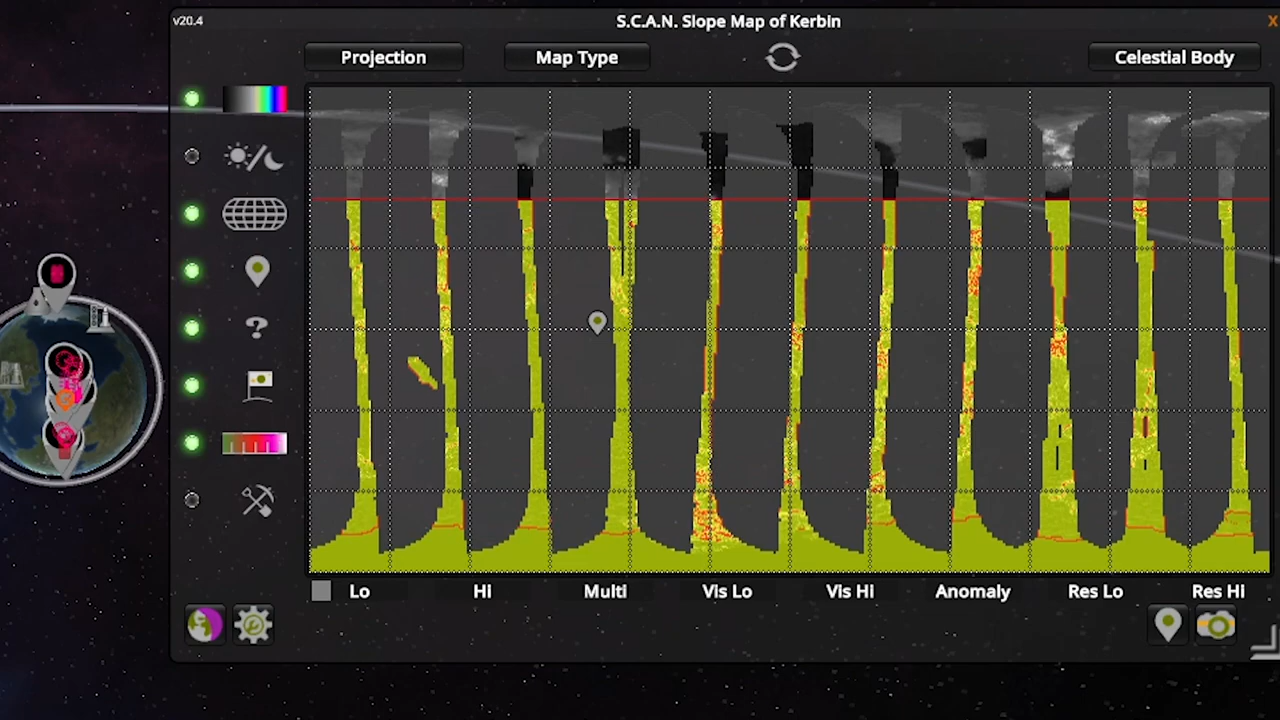 v20.4
S.C.A.N. Slope Map of Kerbin
X
Projection
Map Type
Celestial Body
?
Lo
HI
Multi
Vis Lo
Vis HI
Anomaly
Res Lo
Res HI